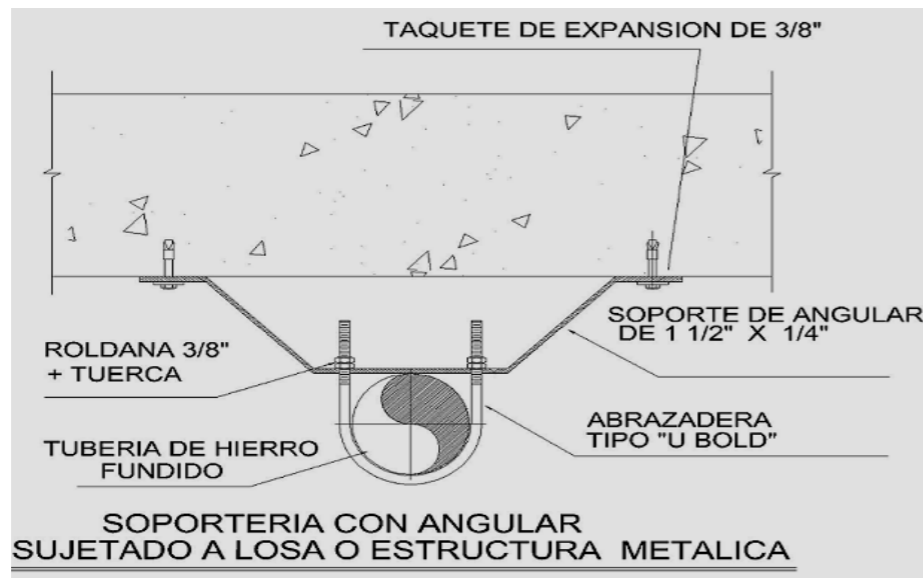 TAQUETE DE EXPANSION DE 3/8"
SOPORTE DE ANGULAR
DE 1 1/2" X 1/4"
ROLDANA 3/8"
+ TUERCA
ABRAZADERA
TIPO "U BOLD"
TUBERIA DE HIERRO
FUNDIDO
SOPORTERIA CON ANGULAR
SUJETADO A LOSA O ESTRUCTURA METALICA